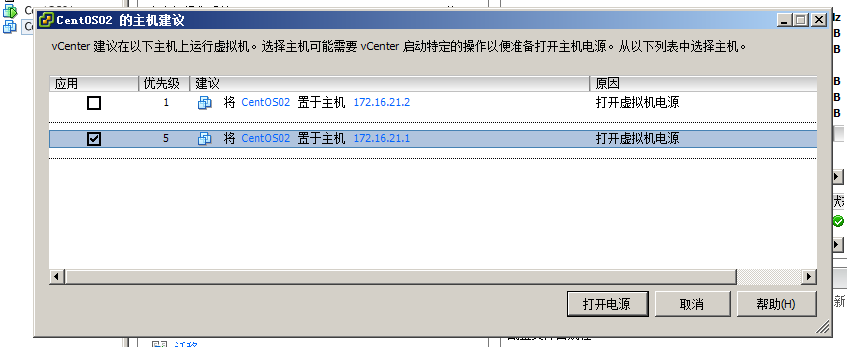 CentOS02 的主机建议
vCenter 建议在以下主机上运行虚拟机。选择主机可能需要 vCenter 启动特定的操作以便准备打开主机电源。从以下列表中选择主机。
应用 优先级 建议 原因
1 将 CentOS02 置于主机 172.16.21.2 打开虚拟机电源
5 将 CentOS02 置于主机 172.16.21.1 打开虚拟机电源
打开电源 取消 帮助(H)
迁移